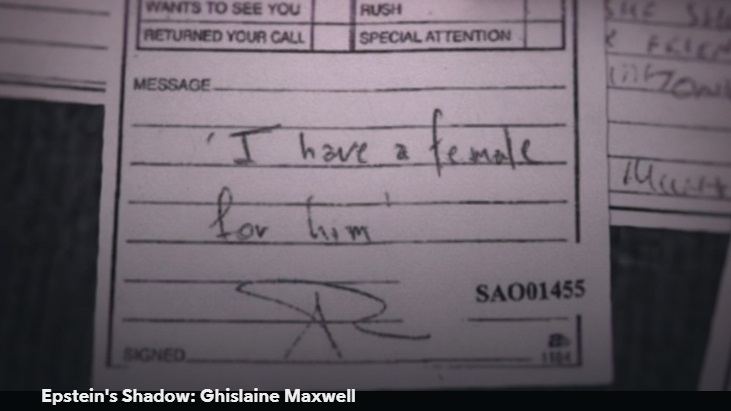 WANTS TO SEE YOU
RUSH
RETURNED YOUR CALL
SPECIAL ATTENTION
MESSAGE
'I have a female
for him'
SAO01455
SIGNED
1184
Epstein's Shadow: Ghislaine Maxwell